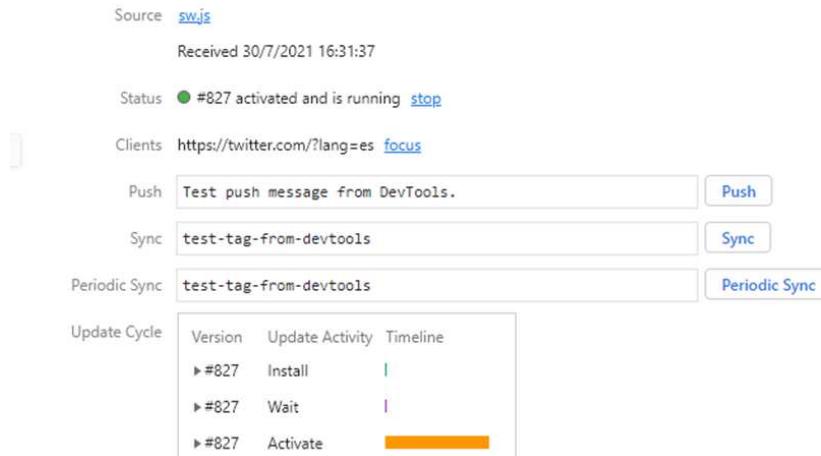 Source sw.js
Received 30/7/2021 16:31:37
Status #827 activated and is running stop
Clients https://twitter.com/?lang=es focus
Push Test push message from DevTools. Push
Sync test-tag-from-devtools Sync
Periodic Sync test-tag-from-devtools Periodic Sync
Update Cycle Version Update Activity Timeline
#827 Install
#827 Wait
#827 Activate